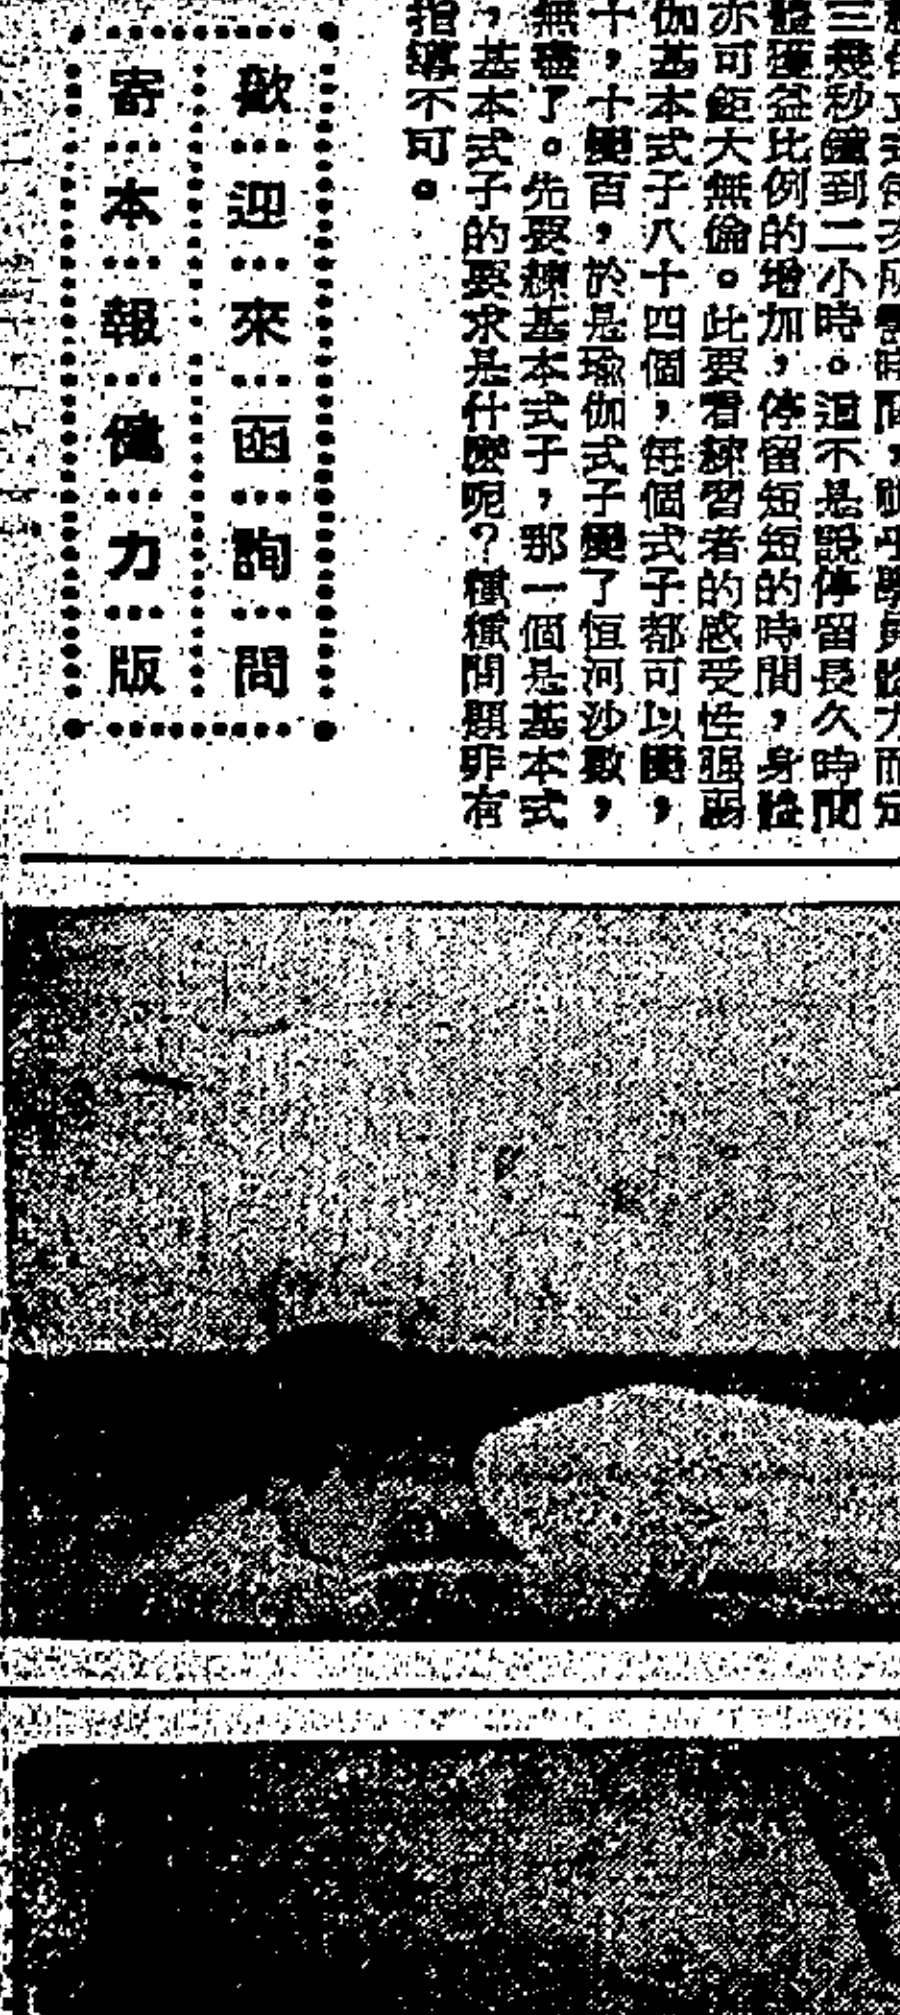 三幾秒鐘到二小時。這不是說停留長久時間
體獲益比例的增加，停留短短的時間，身體
亦可鉅大無倫。此要看練習者的感受性强弱
伽基本式子八十四個，每個式子都可以變，
十，十變百，於是瑜伽式子變了恒河沙數，
無盡了。先要練基本式子，那一個是基本式
，基本式子的要求是什麼呢？種種問題非有
指導不可。
歡迎來函詢問
寄本報健力版